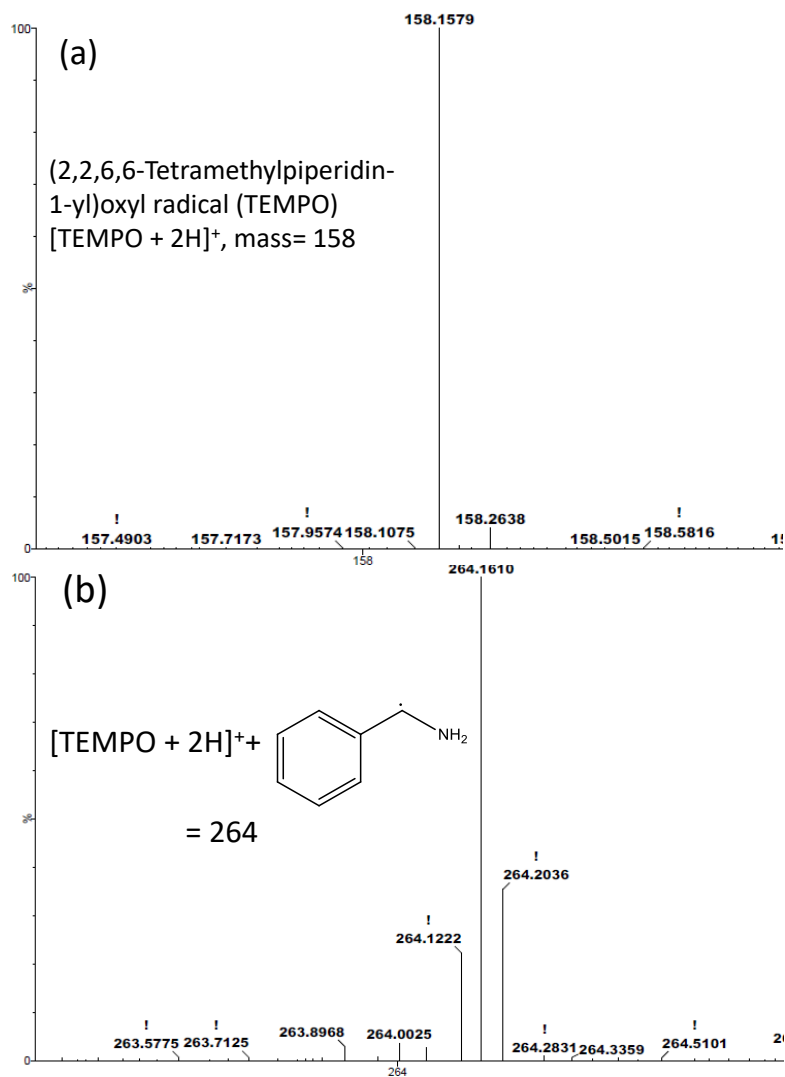 158.1579
100
(a)
(2,2,6,6-Tetramethylpiperidin-
1-yl)oxyl radical (TEMPO)
[TEMPO + 2H]⁺, mass= 158
%
! ! !
157.4903 157.7173 157.9574 158.1075 158.2638 158.5015 158.5816
0
158
264.1610
100
(b)
[TEMPO + 2H]⁺+
NH₂
= 264
%
!
264.2036
!
264.1222
! ! ! !
263.5775 263.7125 263.8968 264.0025 264.2831 264.3359 264.5101
0
264